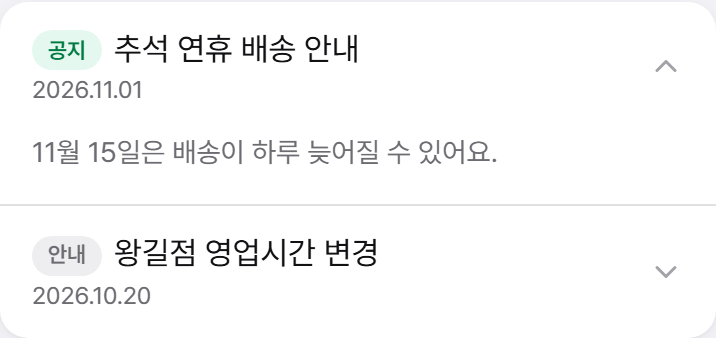 공지 추석 연휴 배송 안내
2026.11.01
11월 15일은 배송이 하루 늦어질 수 있어요.
안내 왕길점 영업시간 변경
2026.10.20